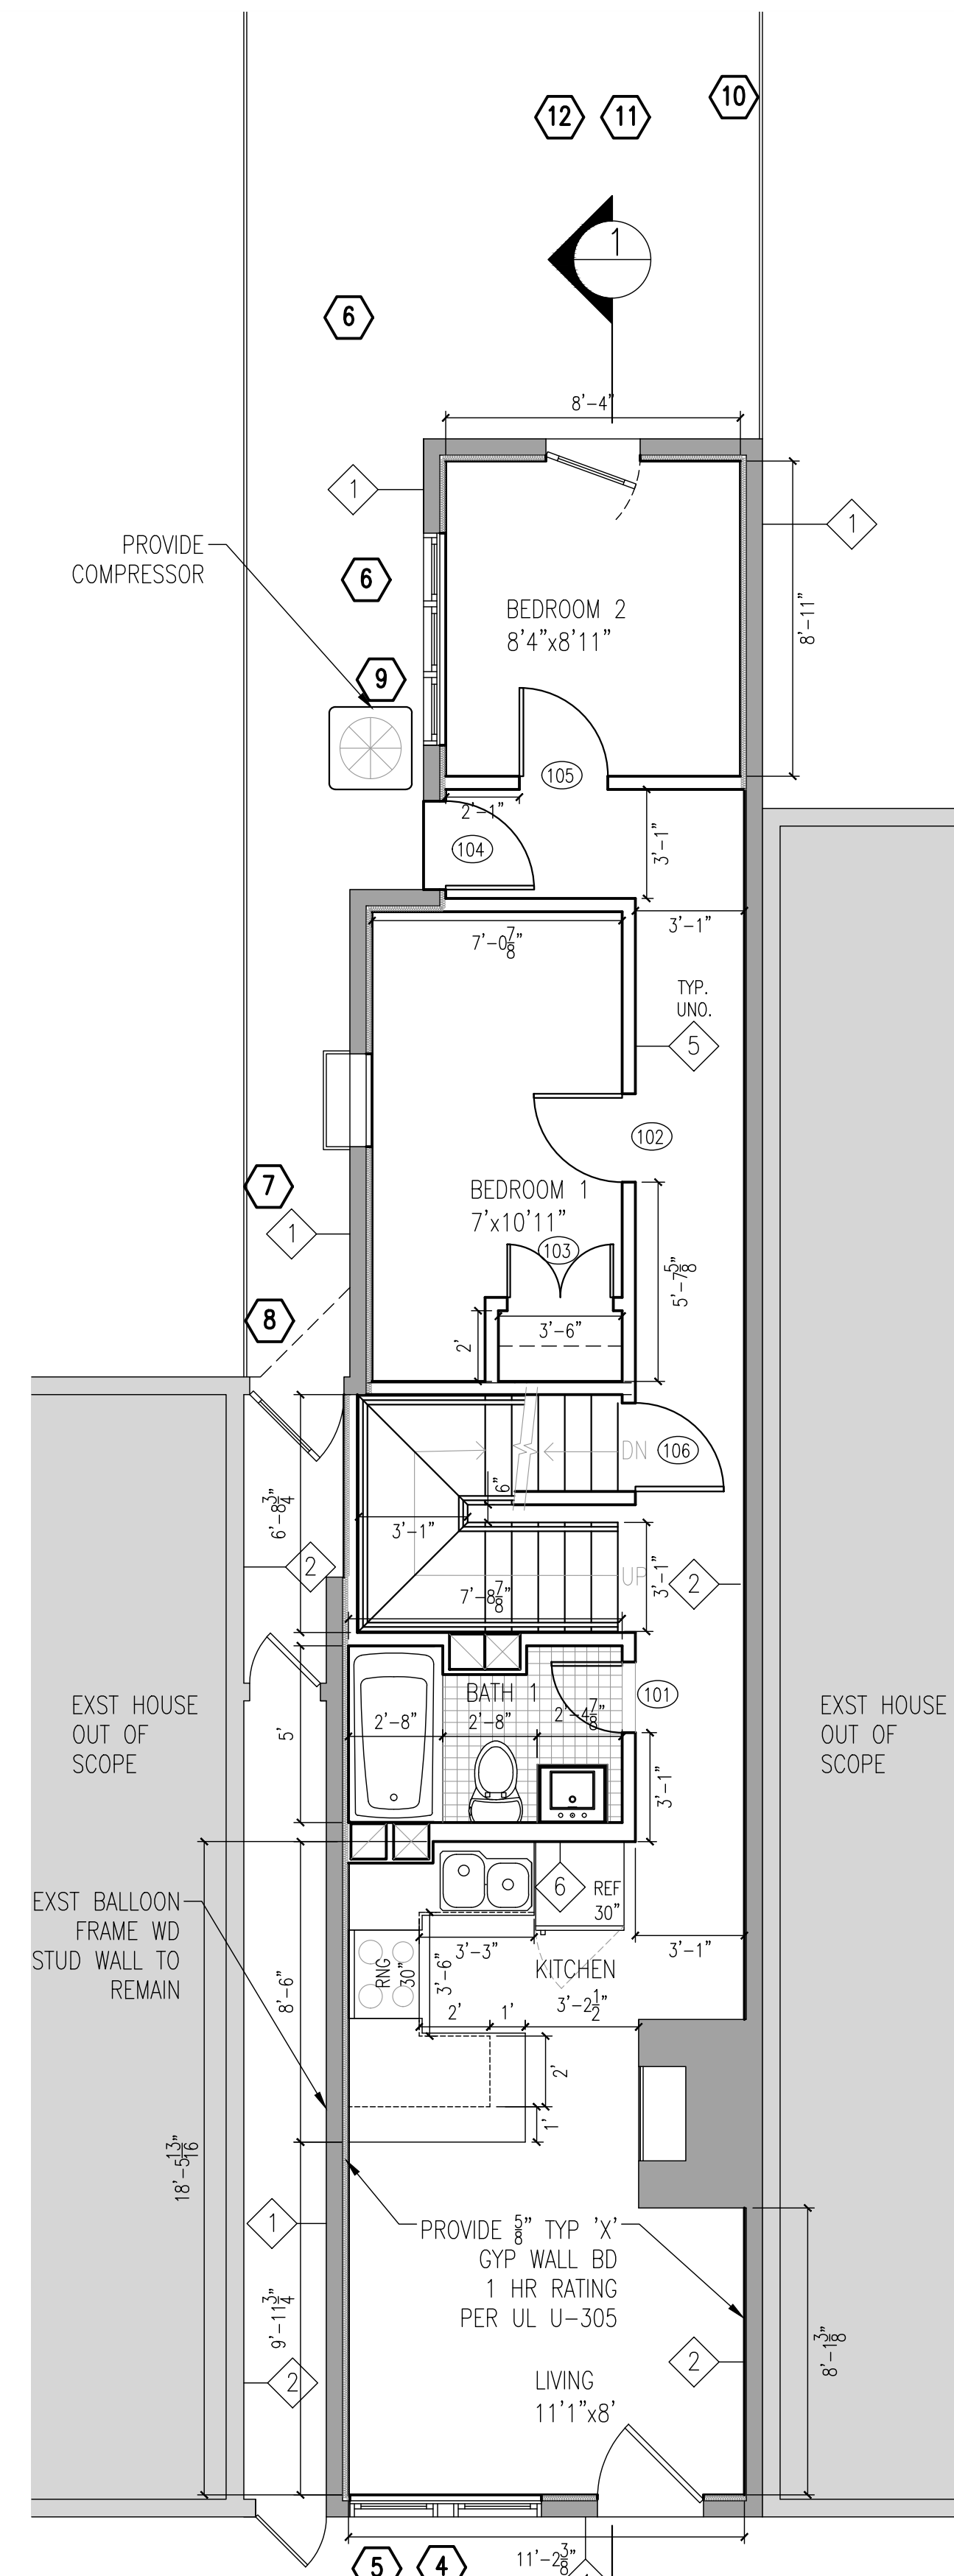 10
12
11
1
6
8'-4"
1
1
PROVIDE
COMPRESSOR
6
BEDROOM 2
8'4"x8'11"
8'-11"
9
105
2'-1"
104
3'-1"
3'-1"
7'-0 7/8"
TYP.
UNO.
5
102
7
BEDROOM 1
7'x10'11"
1
103
5'-7 5/8"
8
3'-6"
2'
DN
106
6"
6'-8 3/4"
3'-1"
2
UP
3'-1"
2
7'-8 7/8"
BATH 1
101
EXST HOUSE
OUT OF
SCOPE
EXST HOUSE
OUT OF
SCOPE
2'-8"
2'-8"
2'-4 7/8"
5'
3'-1"
EXST BALLOON
FRAME WD
STUD WALL TO
REMAIN
6
REF
30"
3'-3"
3'-1"
RNG
30"
3'-6"
KITCHEN
8'-6"
2'
1'
3'-2 1/2"
2'
1'
18'-5 13/16"
1
PROVIDE 5/8" TYP 'X'
GYP WALL BD
1 HR RATING
PER UL U-305
9'-11 3/4"
8'-1 3/8"
2
2
LIVING
11'1"x8'
11'-2 3/8"
5
4